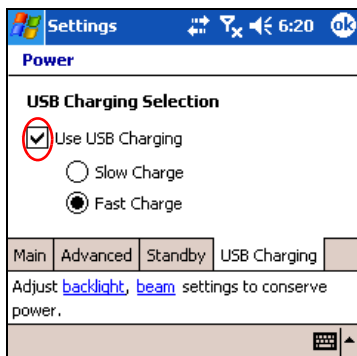 Settings 6:20 ok
Power
USB Charging Selection
Use USB Charging
Slow Charge
Fast Charge
Main Advanced Standby USB Charging
Adjust backlight, beam settings to conserve
power.